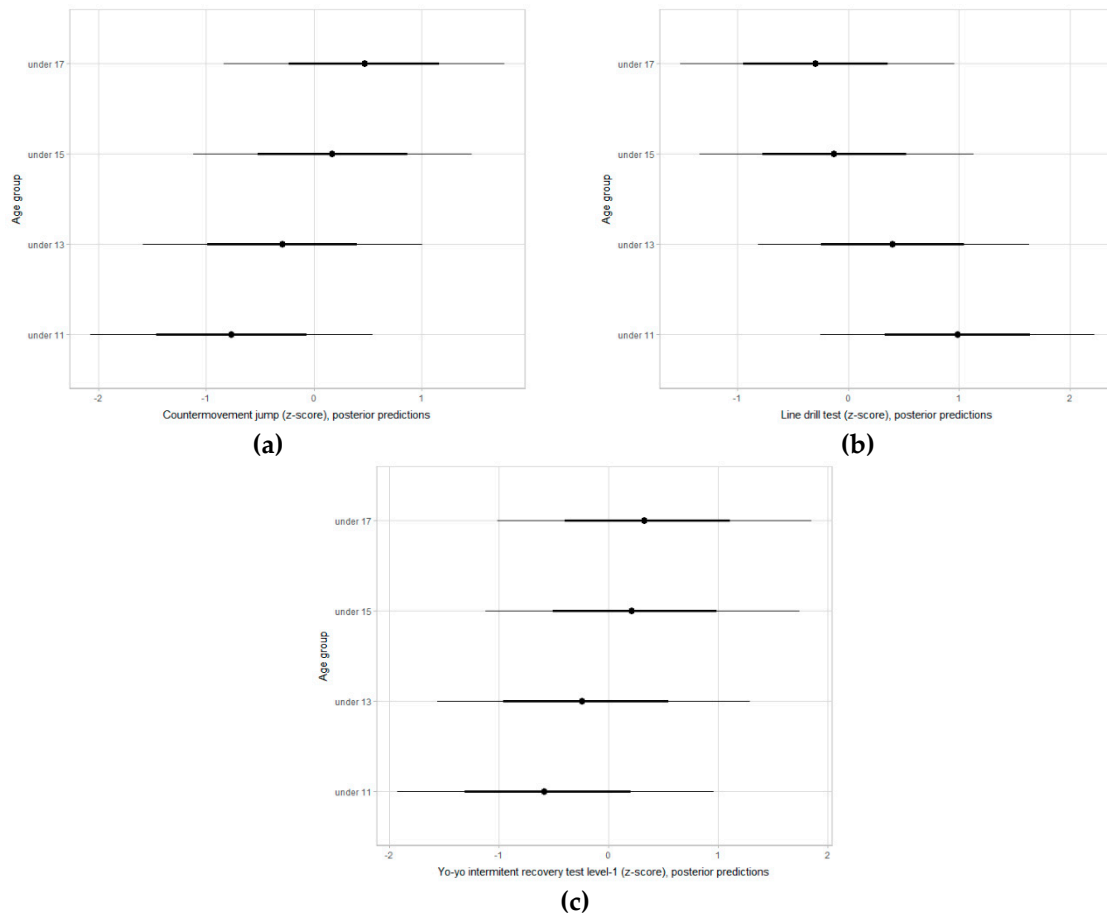 under 17
under 15
under 13
under 11
Age group
-2 -1 0 1
Countermovement jump (z-score), posterior predictions
(a)
under 17
under 15
under 13
under 11
Age group
-1 0 1 2
Line drill test (z-score), posterior predictions
(b)
under 17
under 15
under 13
under 11
Age group
-2 -1 0 1 2
Yo-yo intermitent recovery test level-1 (z-score), posterior predictions
(c)